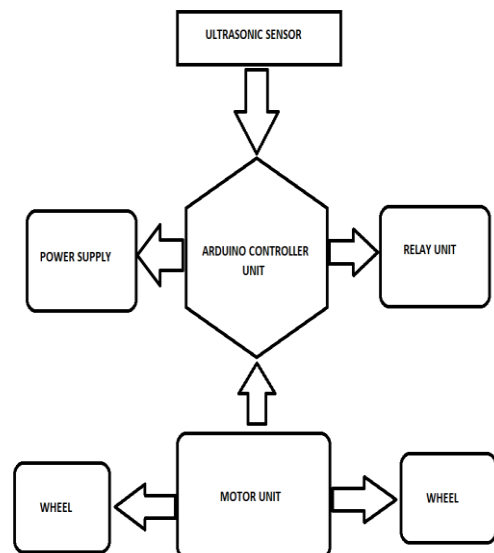 ULTRASONIC SENSOR
POWER SUPPLY
ARDUINO CONTROLLER
UNIT
RELAY UNIT
WHEEL
MOTOR UNIT
WHEEL